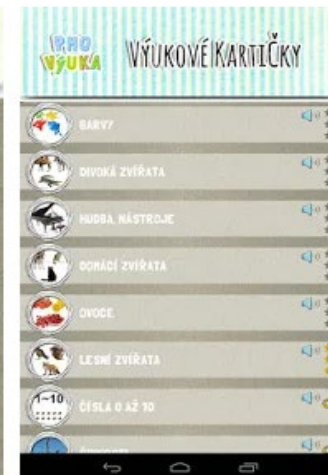 PRO
VÝUKA
VÝUKOVÉ KARTIČKY
BARVY
DIVOKÁ ZVÍŘATA
HUDBA, NÁSTROJE
DOMÁCÍ ZVÍŘATA
OVOCE
LESNÍ ZVÍŘATA
1-10
ČÍSLA 0 AŽ 10